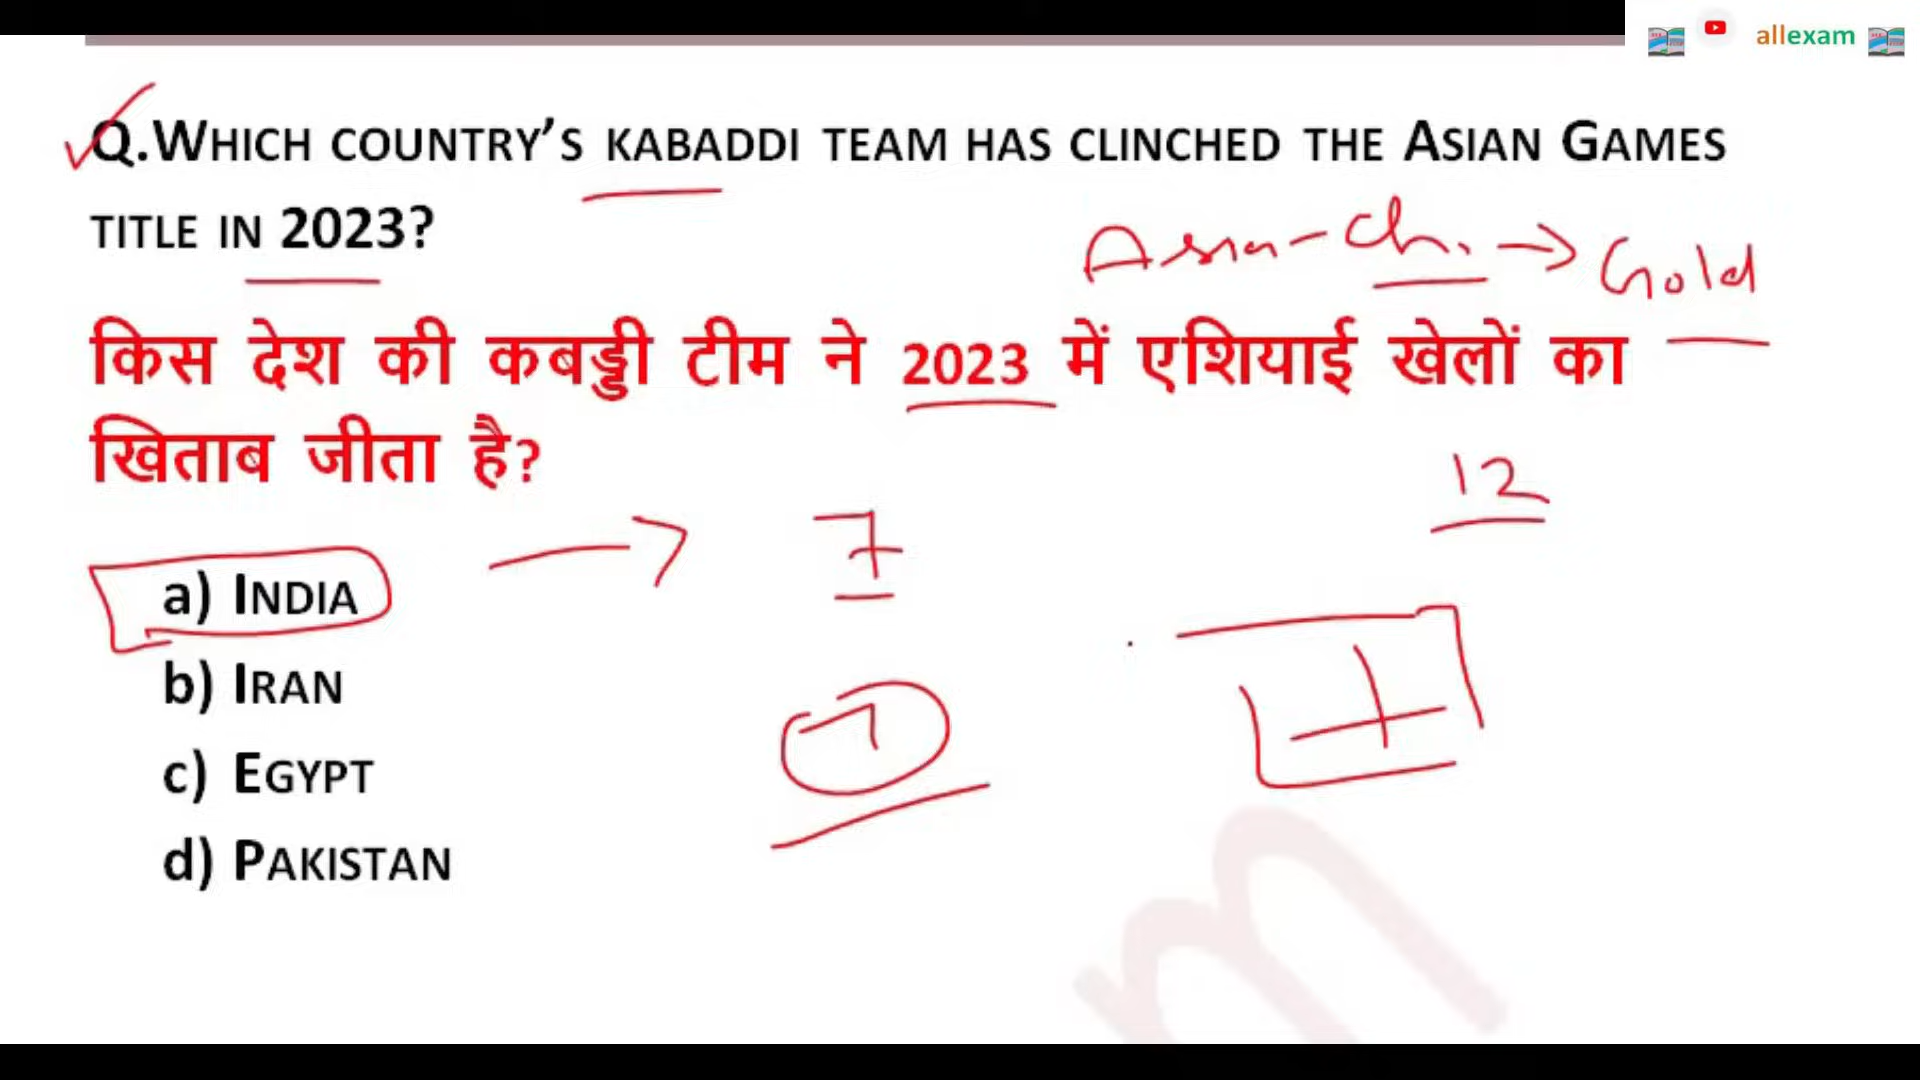 allexam
Q.WHICH COUNTRY'S KABADDI TEAM HAS CLINCHED THE ASIAN GAMES
TITLE IN 2023?
Asia-Ch. → Gold
किस देश की कबड्डी टीम ने 2023 में एशियाई खेलों का
खिताब जीता है?
12
a) INDIA → 7
b) IRAN
7
c) EGYPT
d) PAKISTAN